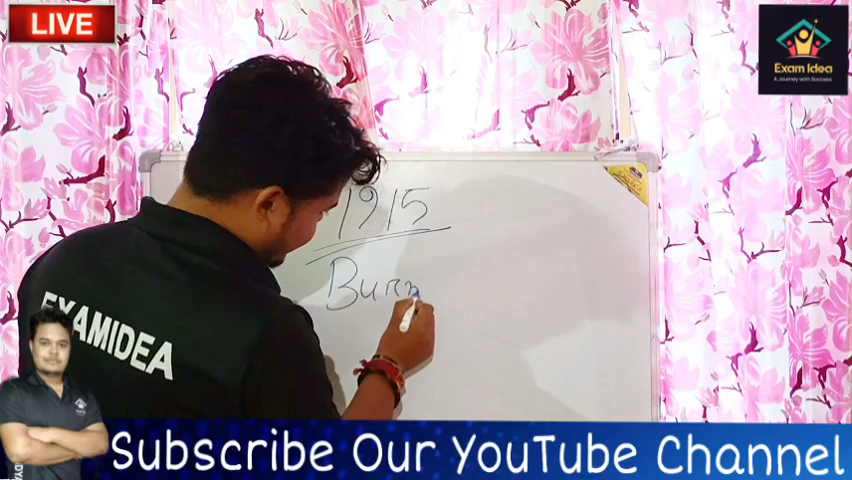 LIVE
Exam Idea
A Journey with Success
1915
Burn
EXAMIDEA
Subscribe Our YouTube Channel